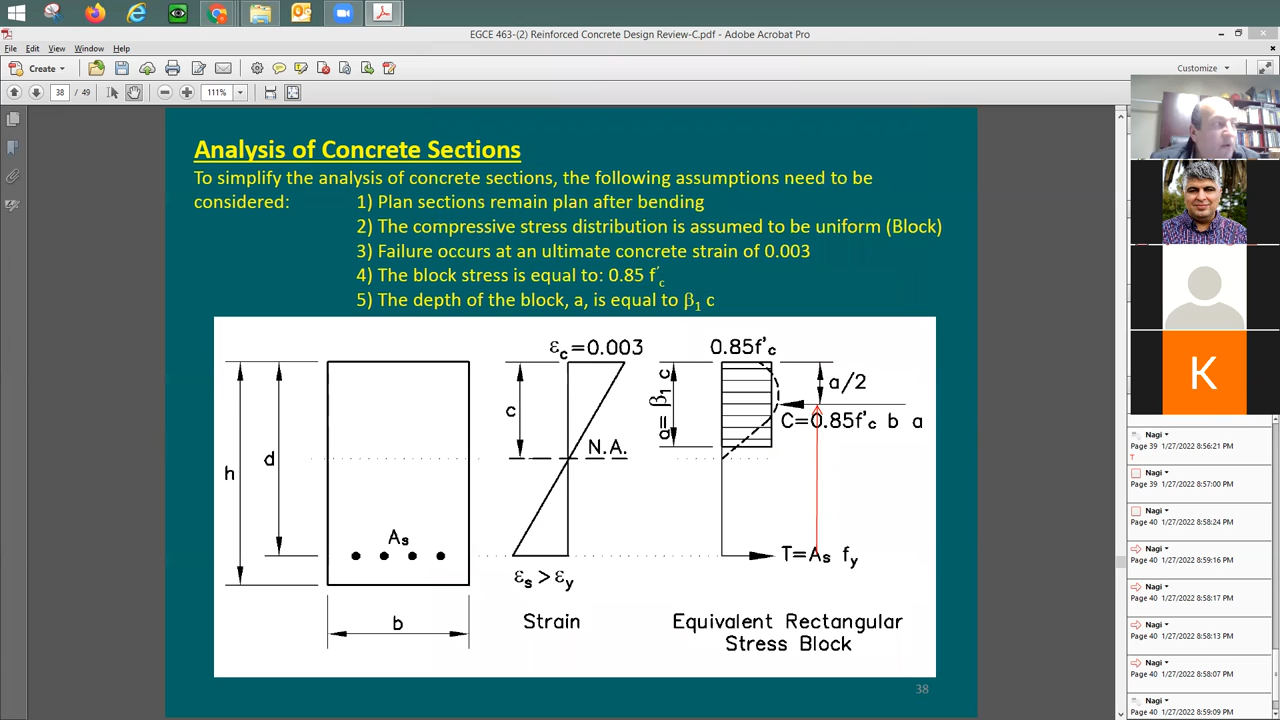 EGCE 463-(2) Reinforced Concrete Design Review-C.pdf - Adobe Acrobat Pro
File Edit View Window Help
Create
Customize
38 / 49
111%
Analysis of Concrete Sections
To simplify the analysis of concrete sections, the following assumptions need to be
considered: 1) Plan sections remain plan after bending
2) The compressive stress distribution is assumed to be uniform (Block)
3) Failure occurs at an ultimate concrete strain of 0.003
4) The block stress is equal to: 0.85 f'c
5) The depth of the block, a, is equal to β1 c
εc=0.003
0.85f'c
a/2
c
a= β1 c
C=0.85f'c b a
N.A.
h
d
As
T=As fy
εs > εy
b
Strain
Equivalent Rectangular
Stress Block
38
K
Nagi
Page 39 1/27/2022 8:56:21 PM
T
Nagi
Page 39 1/27/2022 8:57:00 PM
Nagi
Page 40 1/27/2022 8:58:24 PM
Nagi
Page 40 1/27/2022 8:59:16 PM
Nagi
Page 40 1/27/2022 8:58:17 PM
Nagi
Page 40 1/27/2022 8:58:13 PM
Nagi
Page 40 1/27/2022 8:58:07 PM
Nagi
Page 40 1/27/2022 8:59:09 PM